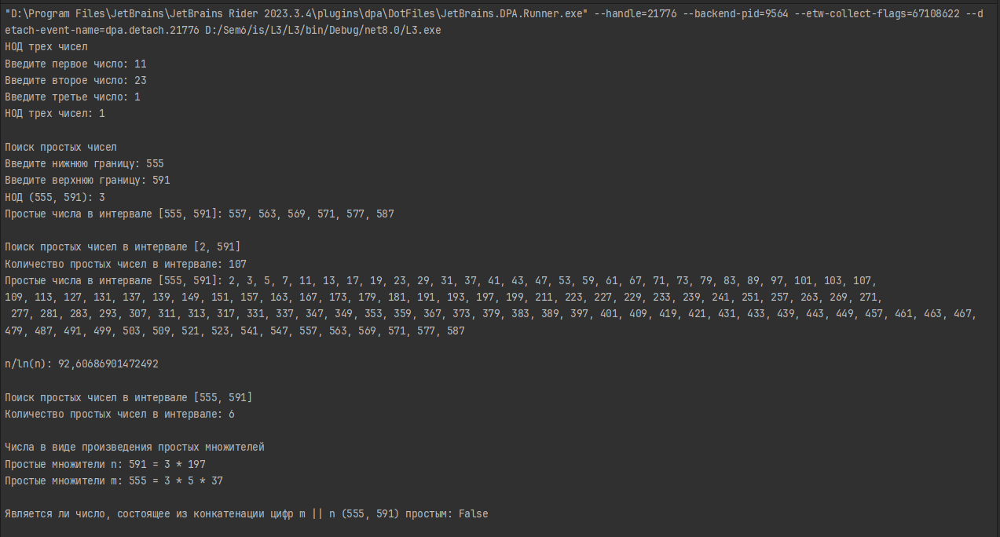 "D:\Program Files\JetBrains\JetBrains Rider 2023.3.4\plugins\dpa\DotFiles\JetBrains.DPA.Runner.exe" --handle=21776 --backend-pid=9564 --etw-collect-flags=67108622 --d
etach-event-name=dpa.detach.21776 D:/Sem6/is/L3/L3/bin/Debug/net8.0/L3.exe
НОД трех чисел
Введите первое число: 11
Введите второе число: 23
Введите третье число: 1
НОД трех чисел: 1
Поиск простых чисел
Введите нижнюю границу: 555
Введите верхнюю границу: 591
НОД (555, 591): 3
Простые числа в интервале [555, 591]: 557, 563, 569, 571, 577, 587
Поиск простых чисел в интервале [2, 591]
Количество простых чисел в интервале: 107
Простые числа в интервале [555, 591]: 2, 3, 5, 7, 11, 13, 17, 19, 23, 29, 31, 37, 41, 43, 47, 53, 59, 61, 67, 71, 73, 79, 83, 89, 97, 101, 103, 107,
109, 113, 127, 131, 137, 139, 149, 151, 157, 163, 167, 173, 179, 181, 191, 193, 197, 199, 211, 223, 227, 229, 233, 239, 241, 251, 257, 263, 269, 271,
277, 281, 283, 293, 307, 311, 313, 317, 331, 337, 347, 349, 353, 359, 367, 373, 379, 383, 389, 397, 401, 409, 419, 421, 431, 433, 439, 443, 449, 457, 461, 463, 467,
479, 487, 491, 499, 503, 509, 521, 523, 541, 547, 557, 563, 569, 571, 577, 587
n/ln(n): 92,60686901472492
Поиск простых чисел в интервале [555, 591]
Количество простых чисел в интервале: 6
Числа в виде произведения простых множителей
Простые множители n: 591 = 3 * 197
Простые множители m: 555 = 3 * 5 * 37
Является ли число, состоящее из конкатенации цифр m || n (555, 591) простым: False